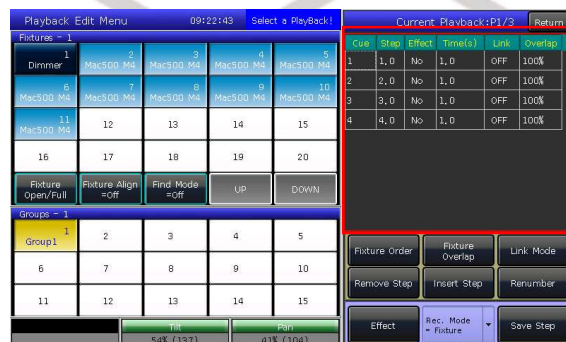 Playback Edit Menu 09:22:43 Select a PlayBack!
Fixtures - 1
1 Dimmer
2 Mac500 M4
3 Mac500 M4
4 Mac500 M4
5 Mac500 M4
6 Mac500 M4
7 Mac500 M4
8 Mac500 M4
9 Mac500 M4
10 Mac500 M4
11 Mac500 M4
12 13 14 15
16 17 18 19 20
Fixture Open/Full
Fixture Align =Off
Find Mode =Off
UP
DOWN
Groups - 1
1 Group1
2 3 4 5
6 7 8 9 10
11 12 13 14 15
Tilt Pan
54% (137) 41% (104)
Current Playback:P1/3 Return
Cue Step Effect Time(s) Link Overlap
1 1.0 No 1.0 OFF 100%
2 2.0 No 1.0 OFF 100%
3 3.0 No 1.0 OFF 100%
4 4.0 No 1.0 OFF 100%
Fixture Order
Fixture Overlap
Link Mode
Remove Step
Insert Step
Renumber
Effect
Rec. Mode = Fixture
Save Step